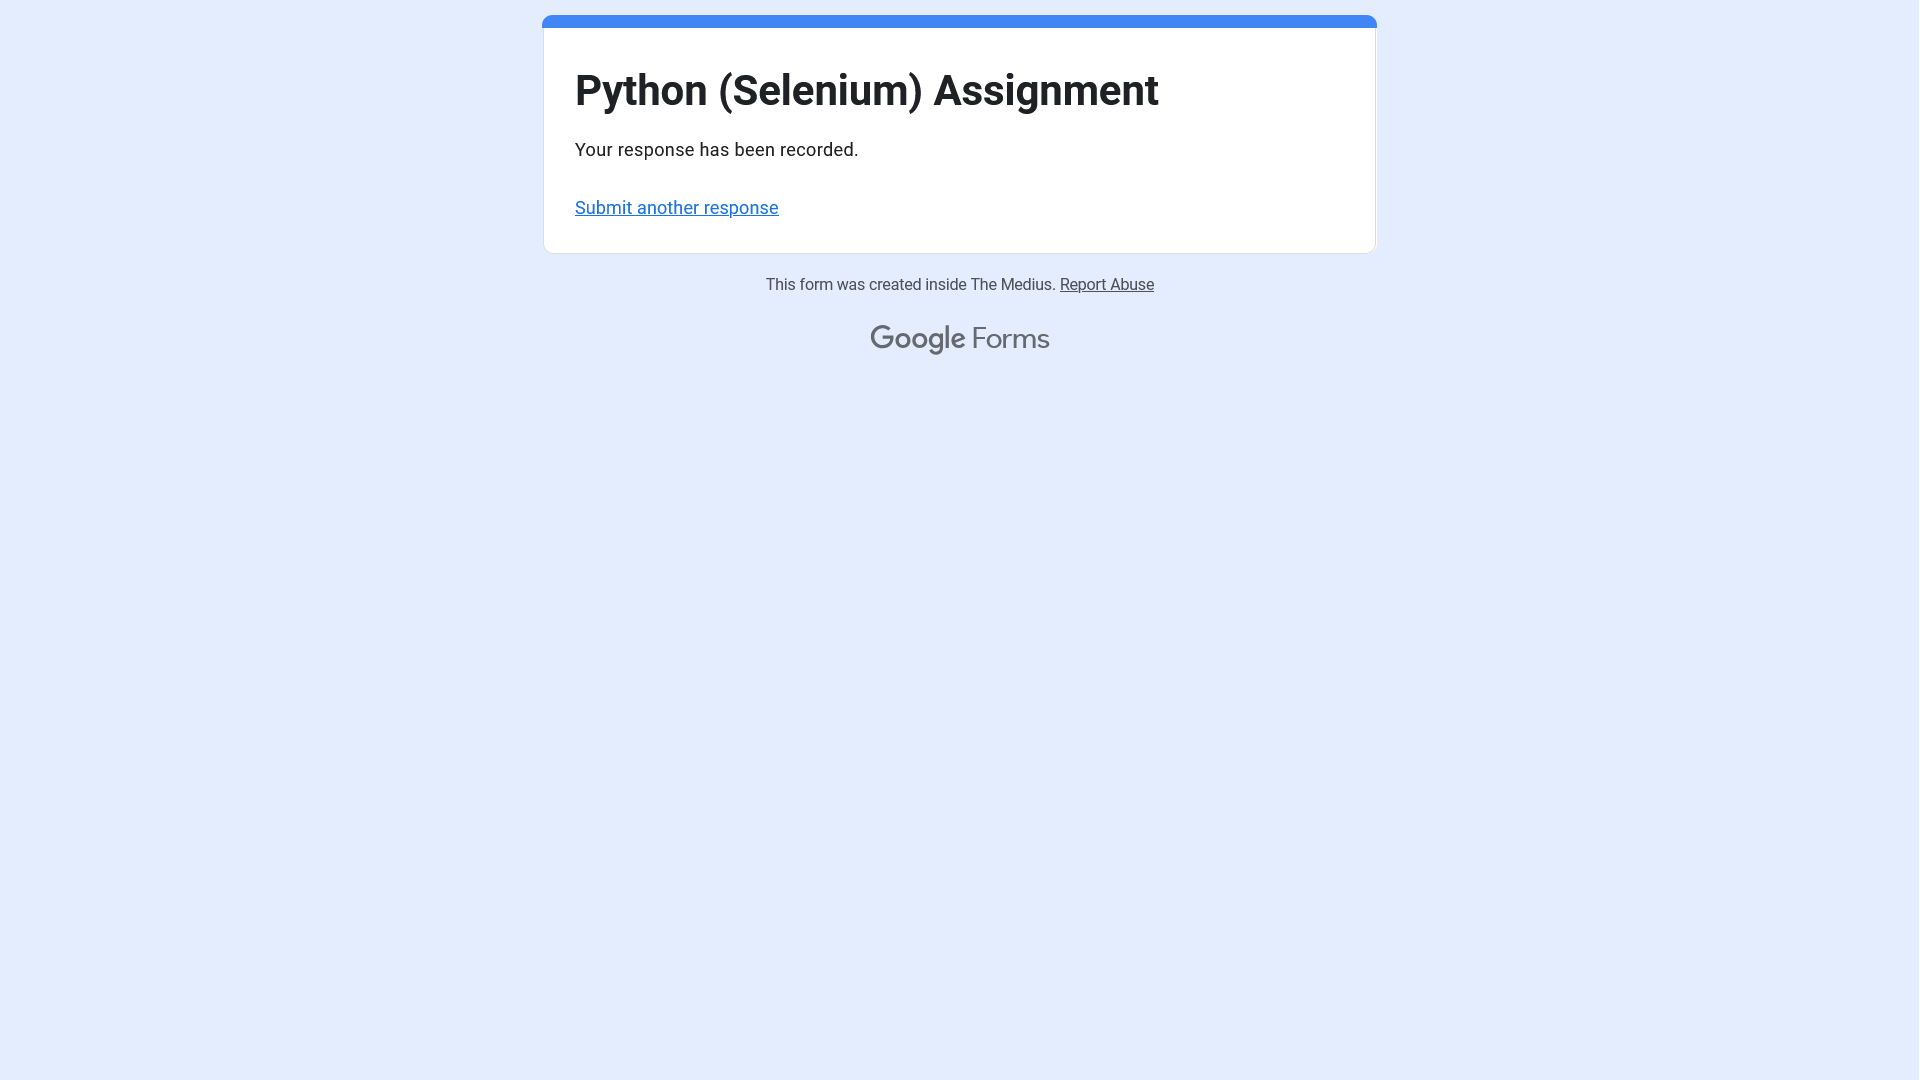 Python (Selenium) Assignment
Your response has been recorded.
Submit another response
This form was created inside The Medius. Report Abuse
Google Forms